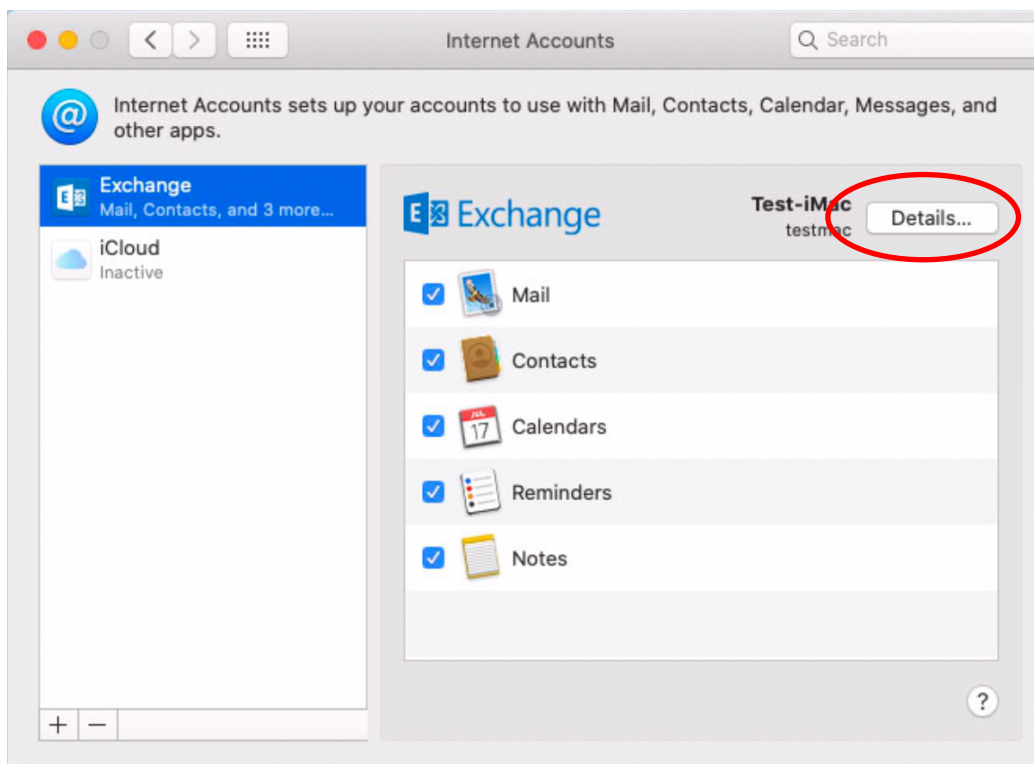 Internet Accounts
Search
Internet Accounts sets up your accounts to use with Mail, Contacts, Calendar, Messages, and
other apps.
E
Exchange
Mail, Contacts, and 3 more...
iCloud
Inactive
E Exchange
Test-iMac
testmac
Details...
Mail
Contacts
JUL
17
Calendars
Reminders
Notes
?
+ −